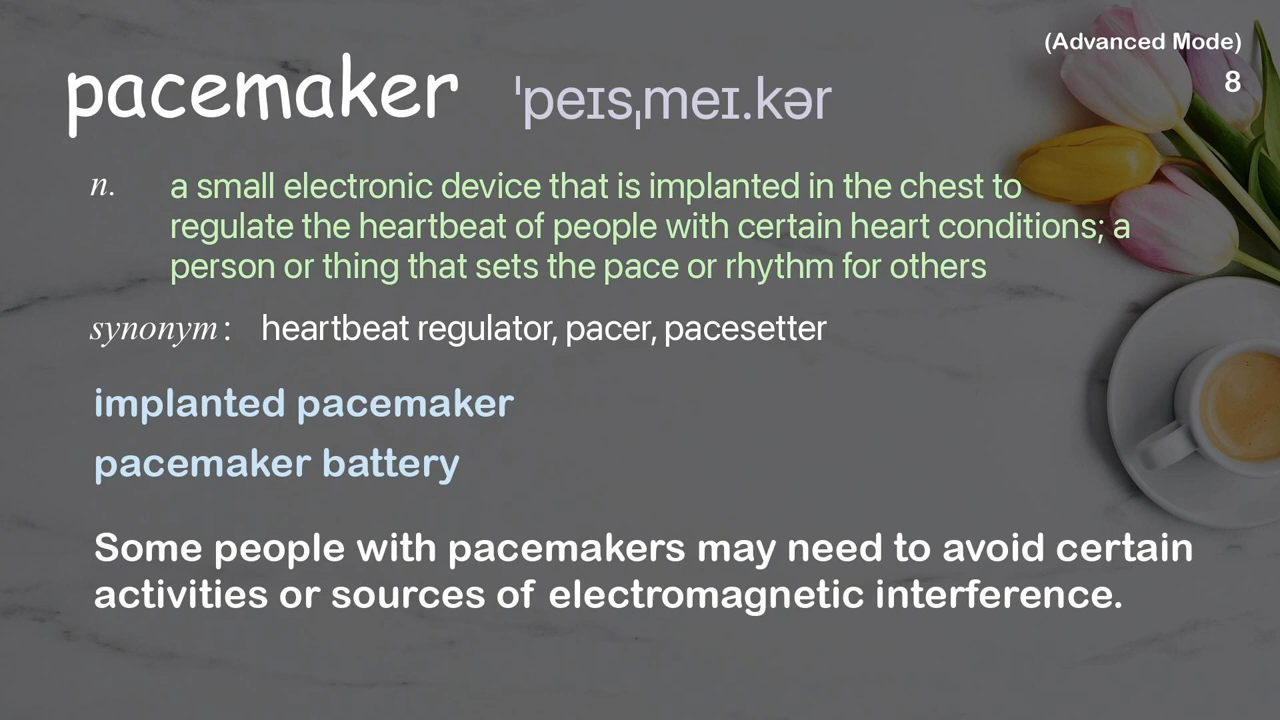 (Advanced Mode)
8
pacemaker ˈpeɪsˌmeɪ.kər
n. a small electronic device that is implanted in the chest to
regulate the heartbeat of people with certain heart conditions; a
person or thing that sets the pace or rhythm for others
synonym: heartbeat regulator, pacer, pacesetter
implanted pacemaker
pacemaker battery
Some people with pacemakers may need to avoid certain
activities or sources of electromagnetic interference.